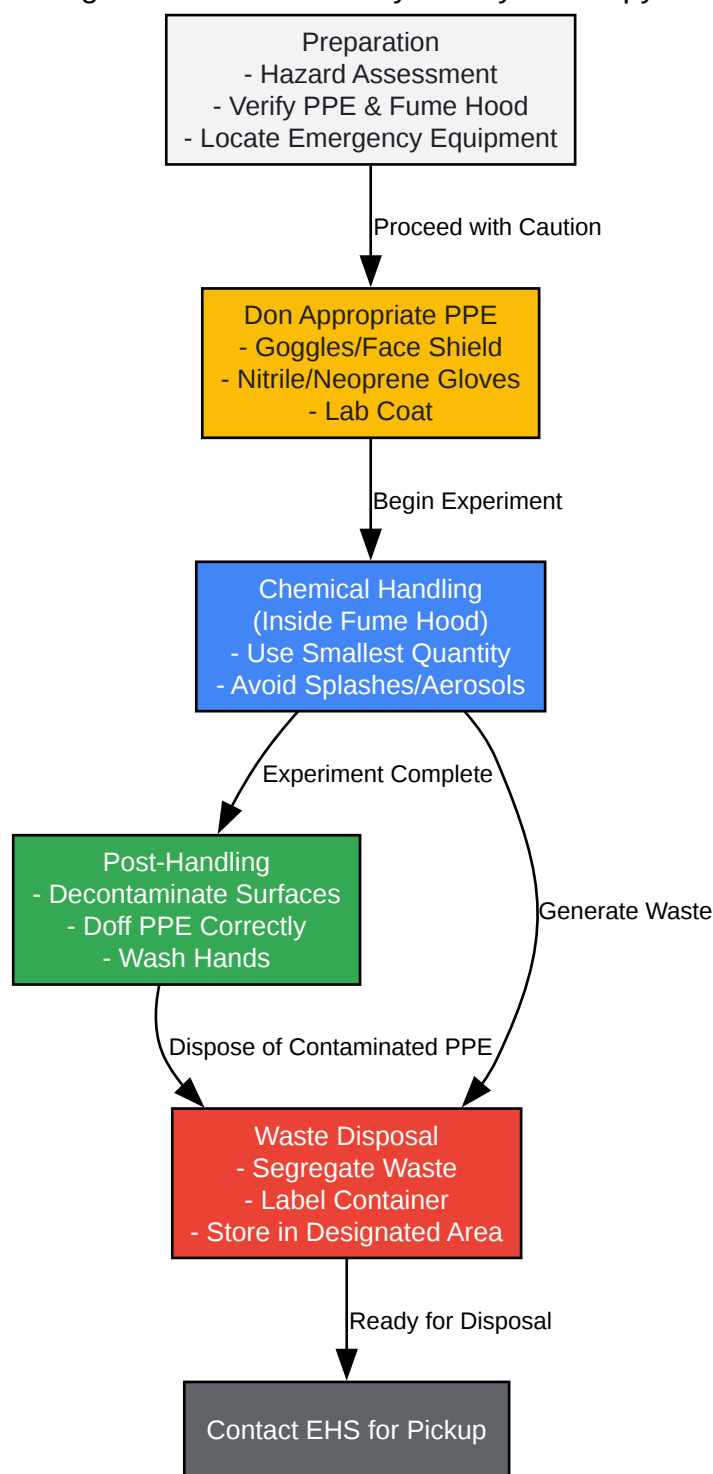 Preparation
- Hazard Assessment
- Verify PPE & Fume Hood
- Locate Emergency Equipment
Proceed with Caution
Don Appropriate PPE
- Goggles/Face Shield
- Nitrile/Neoprene Gloves
- Lab Coat
Begin Experiment
Chemical Handling
(Inside Fume Hood)
- Use Smallest Quantity
- Avoid Splashes/Aerosols
Experiment Complete
Post-Handling
- Decontaminate Surfaces
- Doff PPE Correctly
- Wash Hands
Generate Waste
Dispose of Contaminated PPE
Waste Disposal
- Segregate Waste
- Label Container
- Store in Designated Area
Ready for Disposal
Contact EHS for Pickup